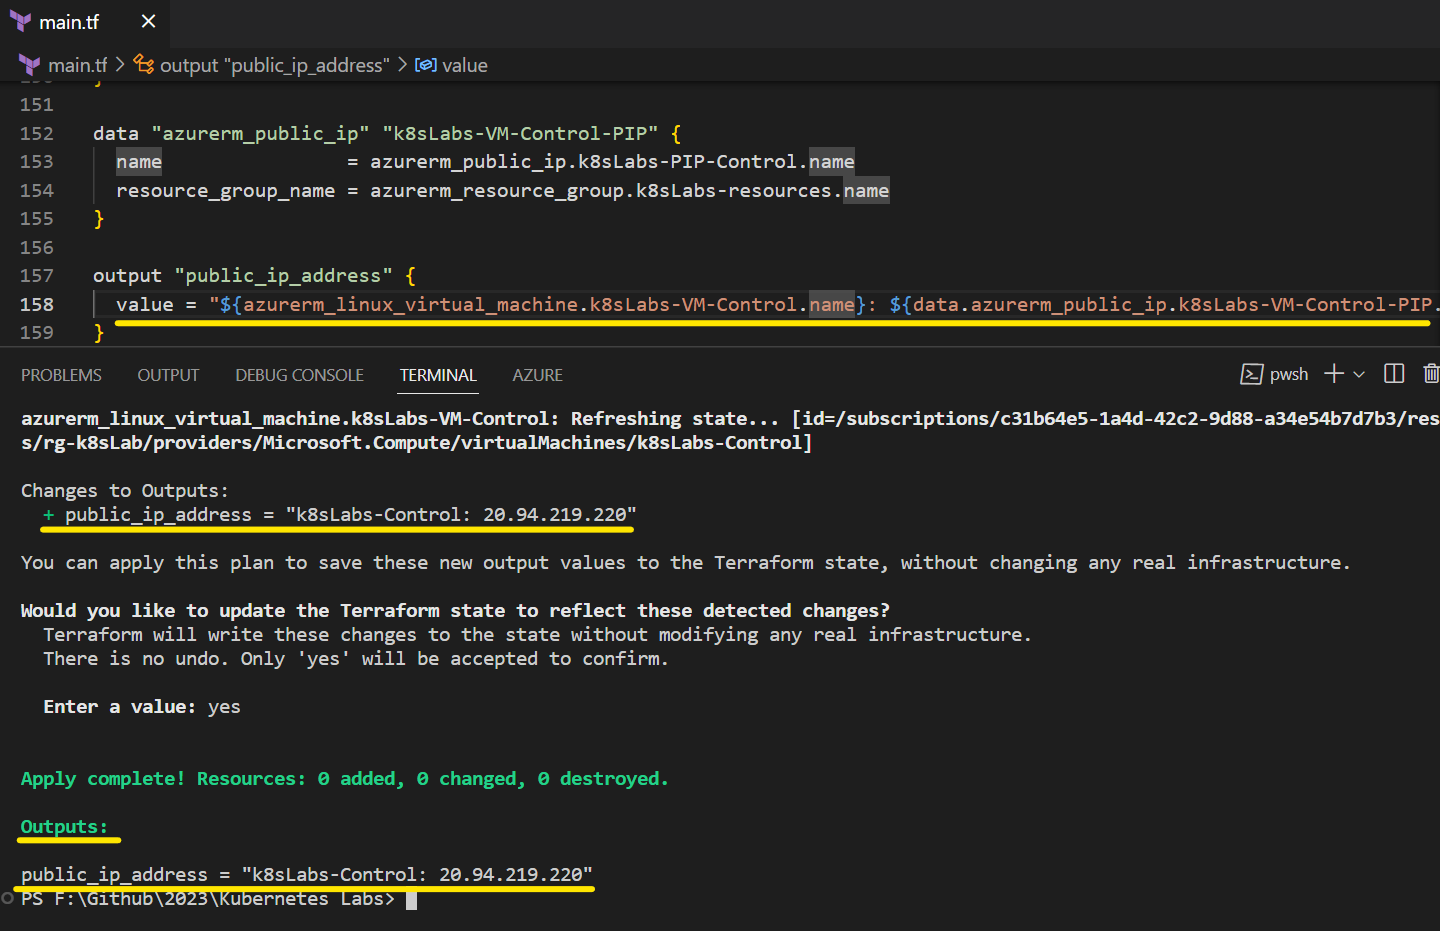 main.tf
main.tf > output "public_ip_address" > value
151
152 data "azurerm_public_ip" "k8sLabs-VM-Control-PIP" {
153 name = azurerm_public_ip.k8sLabs-PIP-Control.name
154 resource_group_name = azurerm_resource_group.k8sLabs-resources.name
155 }
156
157 output "public_ip_address" {
158 value = "${azurerm_linux_virtual_machine.k8sLabs-VM-Control.name}: ${data.azurerm_public_ip.k8sLabs-VM-Control-PIP.
159 }
PROBLEMS OUTPUT DEBUG CONSOLE TERMINAL AZURE pwsh
azurerm_linux_virtual_machine.k8sLabs-VM-Control: Refreshing state... [id=/subscriptions/c31b64e5-1a4d-42c2-9d88-a34e54b7d7b3/res
s/rg-k8sLab/providers/Microsoft.Compute/virtualMachines/k8sLabs-Control]
Changes to Outputs:
+ public_ip_address = "k8sLabs-Control: 20.94.219.220"
You can apply this plan to save these new output values to the Terraform state, without changing any real infrastructure.
Would you like to update the Terraform state to reflect these detected changes?
Terraform will write these changes to the state without modifying any real infrastructure.
There is no undo. Only 'yes' will be accepted to confirm.
Enter a value: yes
Apply complete! Resources: 0 added, 0 changed, 0 destroyed.
Outputs:
public_ip_address = "k8sLabs-Control: 20.94.219.220"
PS F:\Github\2023\Kubernetes Labs>